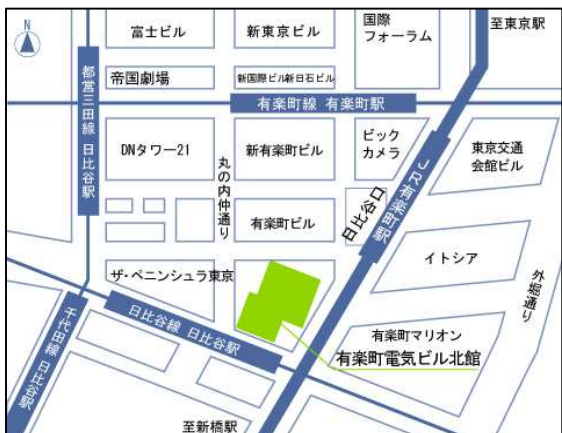 N
富士ビル
新東京ビル
国際
フォーラム
至東京駅
都営三田線 日比谷駅
帝国劇場
新国際ビル
新日石ビル
有楽町線 有楽町駅
DNタワー21
丸の内仲通り
新有楽町ビル
ビック
カメラ
JR有楽町駅
東京交通
会館ビル
有楽町ビル
日比谷口
ザ・ペニンシュラ東京
イトシア
外堀通り
千代田線 日比谷駅
日比谷線 日比谷駅
有楽町マリオン
有楽町電気ビル北館
至新橋駅